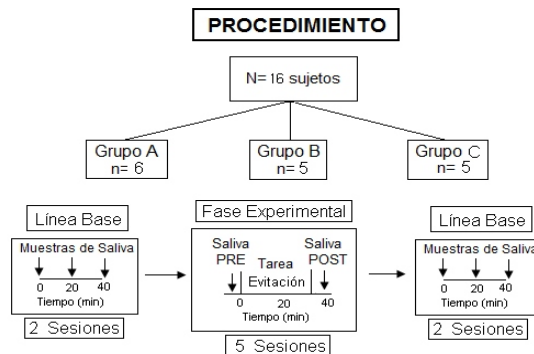 PROCEDIMIENTO
N= 16 sujetos
Grupo A
n= 6
Grupo B
n= 5
Grupo C
n= 5
Línea Base
Muestras de Saliva
0 20 40
Tiempo (min)
2 Sesiones
Fase Experimental
Saliva
PRE
Saliva
POST
Tarea
Evitación
0 20 40
Tiempo (min)
5 Sesiones
Línea Base
Muestras de Saliva
0 20 40
Tiempo (min)
2 Sesiones